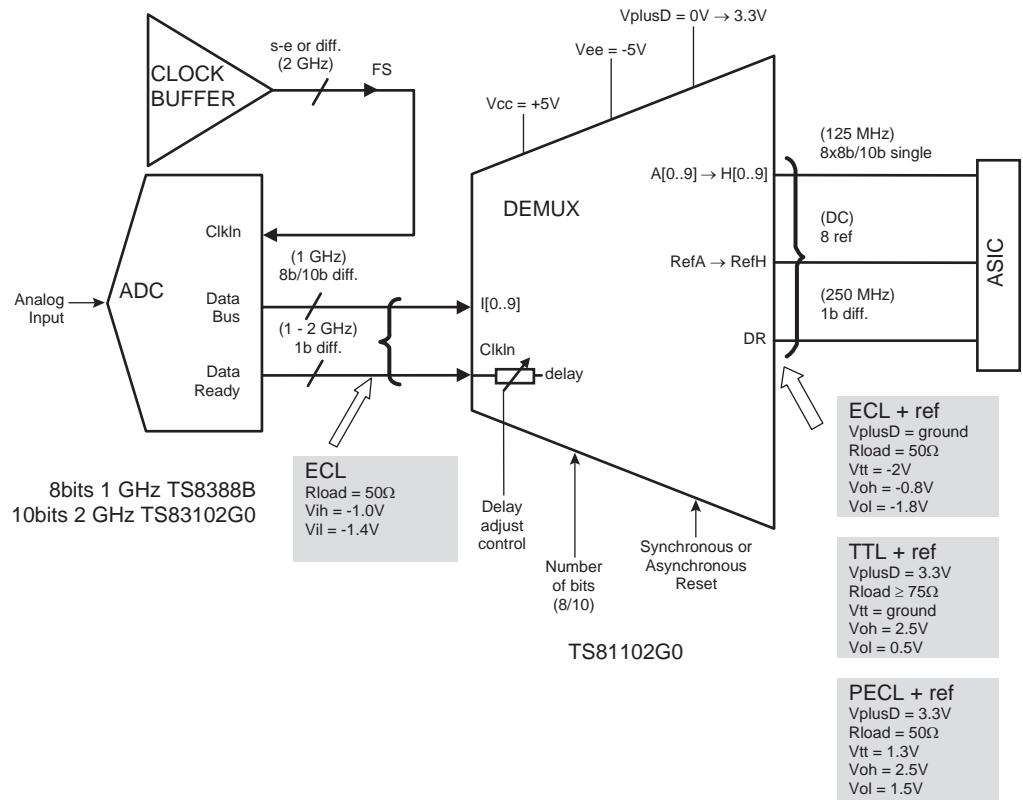 VplusD = 0V → 3.3V
Vee = -5V
Vcc = +5V
s-e or diff.
(2 GHz)
FS
CLOCK
BUFFER
(125 MHz)
8x8b/10b single
A[0..9] → H[0..9]
DEMUX
ClkIn
(1 GHz)
8b/10b diff.
(DC)
8 ref
RefA → RefH
ASIC
ADC
Analog
Input
Data
Bus
I[0..9]
(250 MHz)
1b diff.
(1 - 2 GHz)
1b diff.
DR
ClkIn
delay
Data
Ready
ECL + ref
VplusD = ground
Rload = 50Ω
Vtt = -2V
Voh = -0.8V
Vol = -1.8V
ECL
Rload = 50Ω
Vih = -1.0V
Vil = -1.4V
8bits 1 GHz TS8388B
10bits 2 GHz TS83102G0
Delay
adjust
control
Number
of bits
(8/10)
Synchronous or
Asynchronous
Reset
TTL + ref
VplusD = 3.3V
Rload ≥ 75Ω
Vtt = ground
Voh = 2.5V
Vol = 0.5V
TS81102G0
PECL + ref
VplusD = 3.3V
Rload = 50Ω
Vtt = 1.3V
Voh = 2.5V
Vol = 1.5V